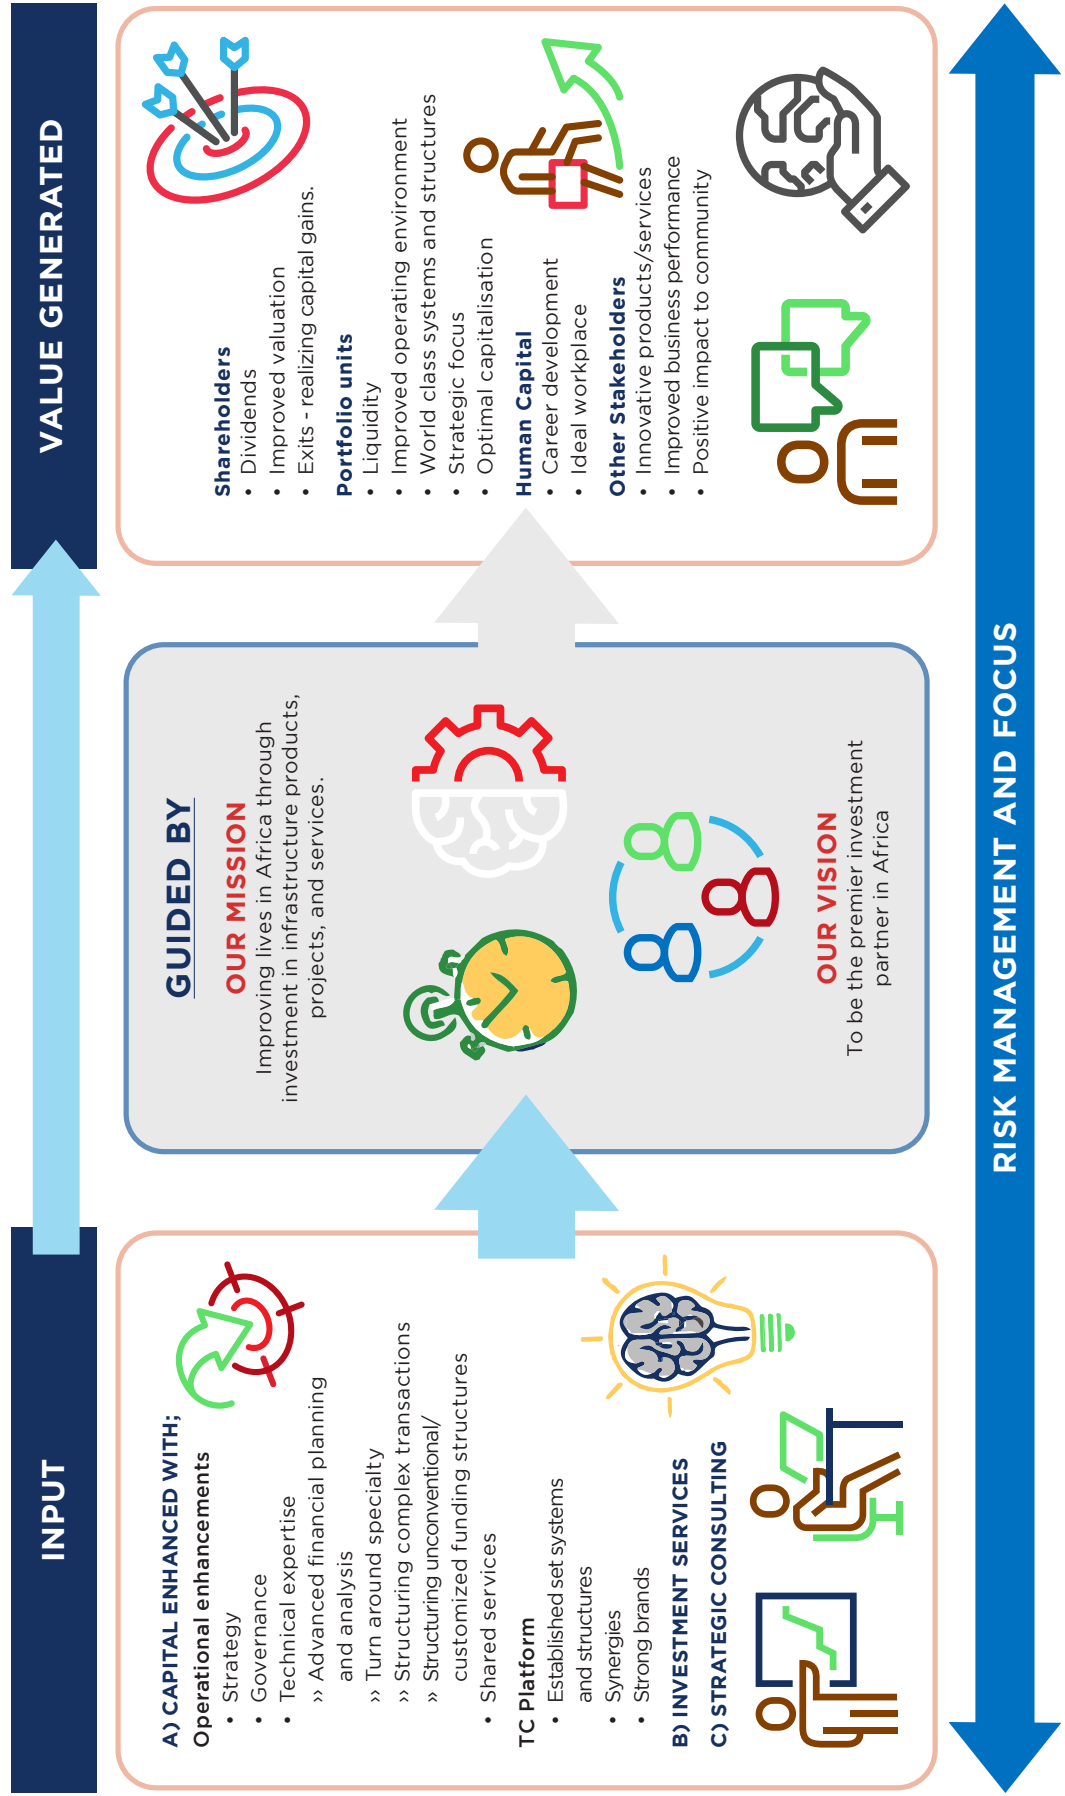 INPUT
A) CAPITAL ENHANCED WITH;
Operational enhancements
• Strategy
• Governance
• Technical expertise
›› Advanced financial planning
and analysis
›› Turn around specialty
›› Structuring complex transactions
›› Structuring unconventional/
customized funding structures
• Shared services
TC Platform
• Established set systems
and structures
• Synergies
• Strong brands
B) INVESTMENT SERVICES
C) STRATEGIC CONSULTING
GUIDED BY
OUR MISSION
Improving lives in Africa through
investment in infrastructure products,
projects, and services.
OUR VISION
To be the premier investment
partner in Africa
VALUE GENERATED
Shareholders
• Dividends
• Improved valuation
• Exits - realizing capital gains.
Portfolio units
• Liquidity
• Improved operating environment
• World class systems and structures
• Strategic focus
• Optimal capitalisation
Human Capital
• Career development
• Ideal workplace
Other Stakeholders
• Innovative products/services
• Improved business performance
• Positive impact to community
RISK MANAGEMENT AND FOCUS